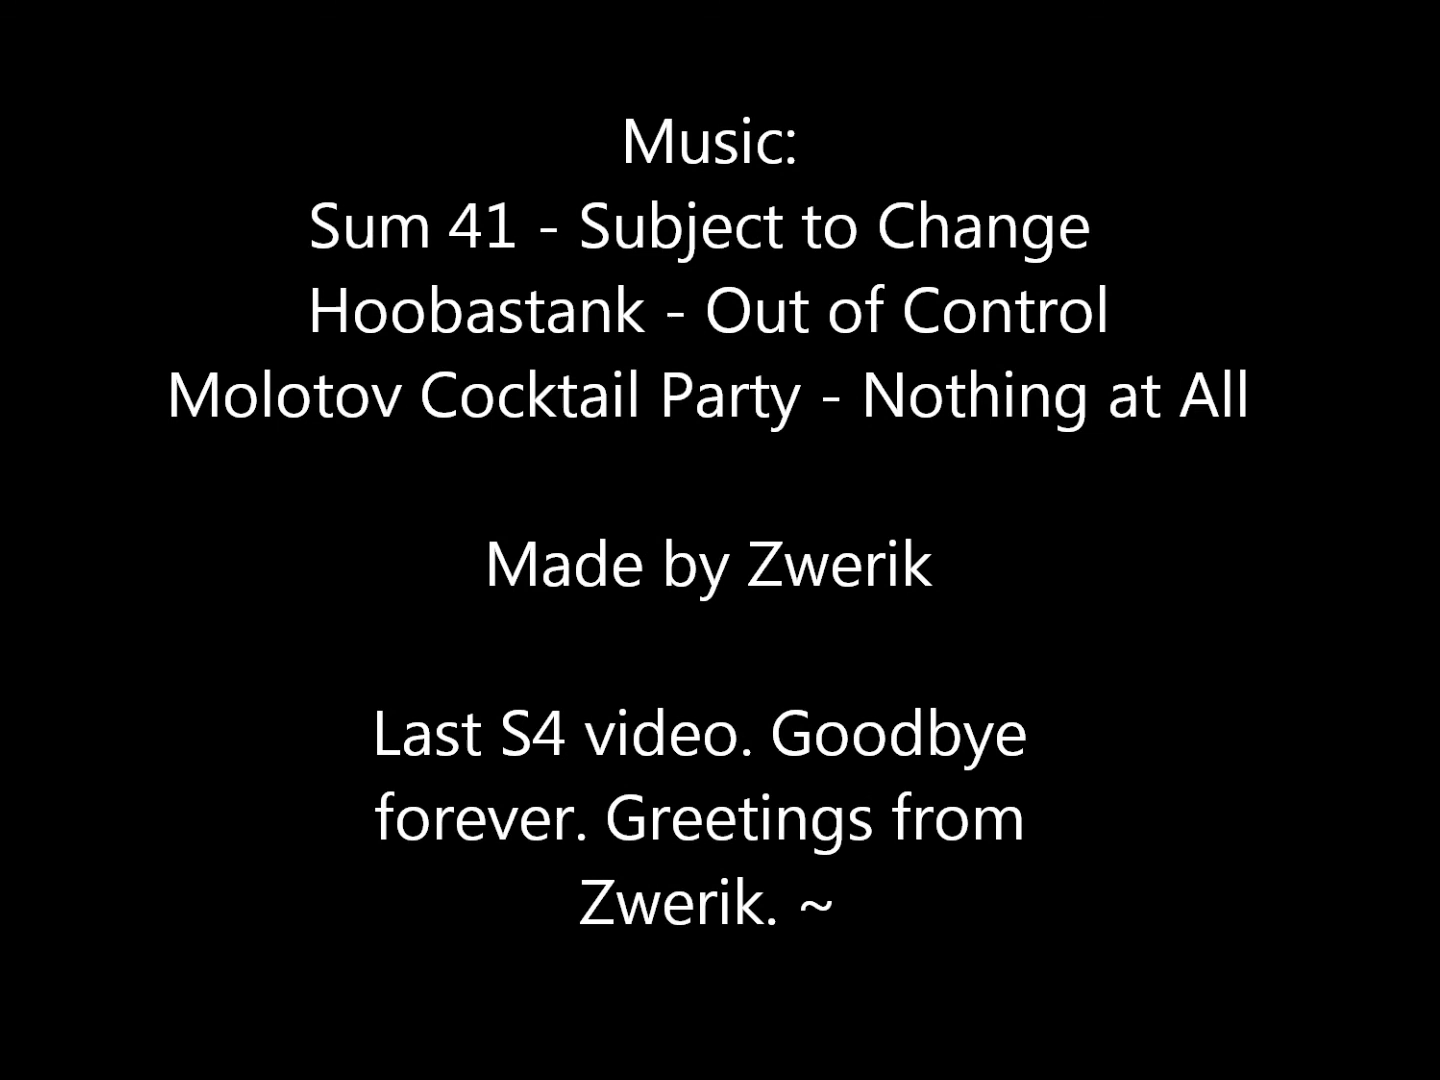 Music:
Sum 41 - Subject to Change
Hoobastank - Out of Control
Molotov Cocktail Party - Nothing at All
Made by Zwerik
Last S4 video. Goodbye
forever. Greetings from
Zwerik. ~